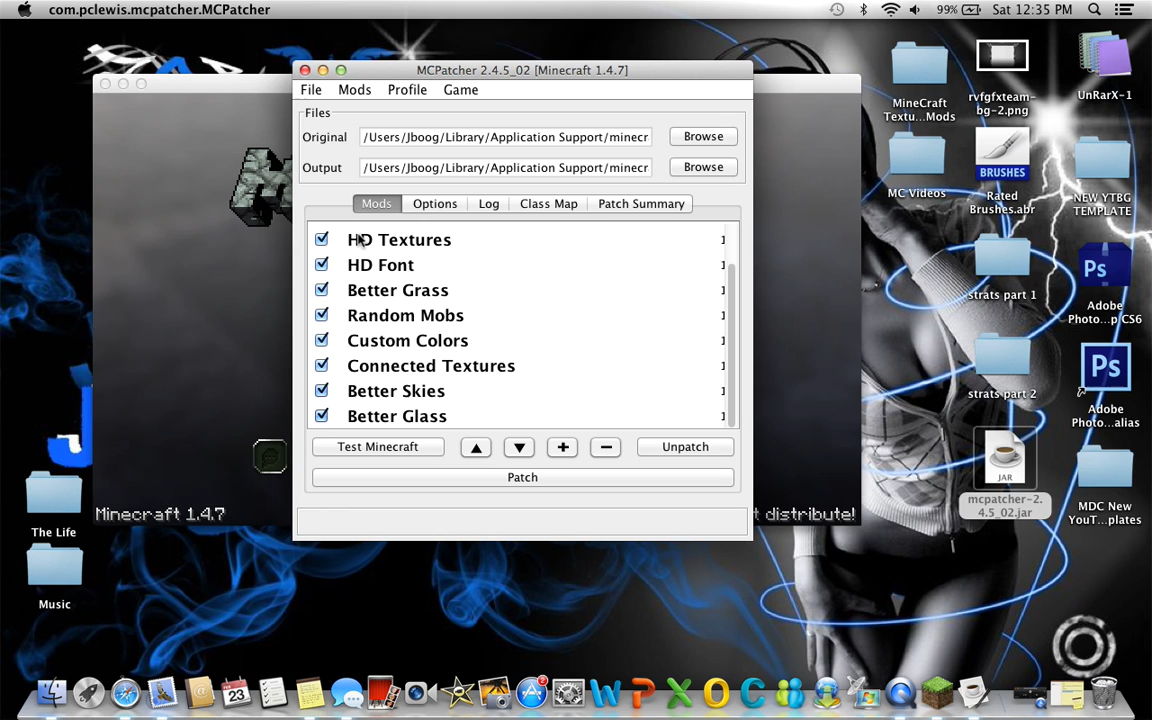 com.pclewis.mcpatcher.MCPatcher
99%
Sat 12:35 PM
MCPatcher 2.4.5_02 [Minecraft 1.4.7]
File Mods Profile Game
Files
Original /Users/Jboog/Library/Application Support/minecr Browse
Output /Users/Jboog/Library/Application Support/minecr Browse
Mods Options Log Class Map Patch Summary
HD Textures
HD Font
Better Grass
Random Mobs
Custom Colors
Connected Textures
Better Skies
Better Glass
Test Minecraft
Unpatch
Patch
Minecraft 1.4.7
t distribute!
MineCraft
Textu...Mods
rvfgfxteam-
bg-2.png
UnRarX-1
MC Videos
BRUSHES
Rated
Brushes.abr
NEW YTBG
TEMPLATE
strats part 1
Ps
Adobe
Photo...p CS6
strats part 2
Ps
Adobe
Photo...alias
JAR
mcpatcher-2.
4.5_02.jar
MDC New
YouT...plates
The Life
Music
23
2